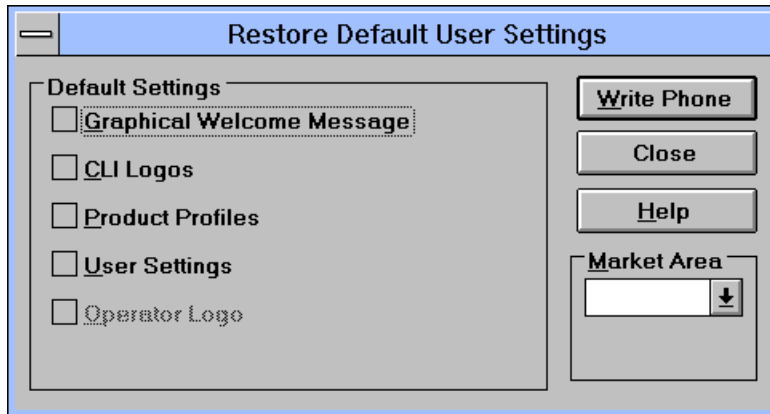 Restore Default User Settings
Default Settings
Graphical Welcome Message
CLI Logos
Product Profiles
User Settings
Operator Logo
Write Phone
Close
Help
Market Area